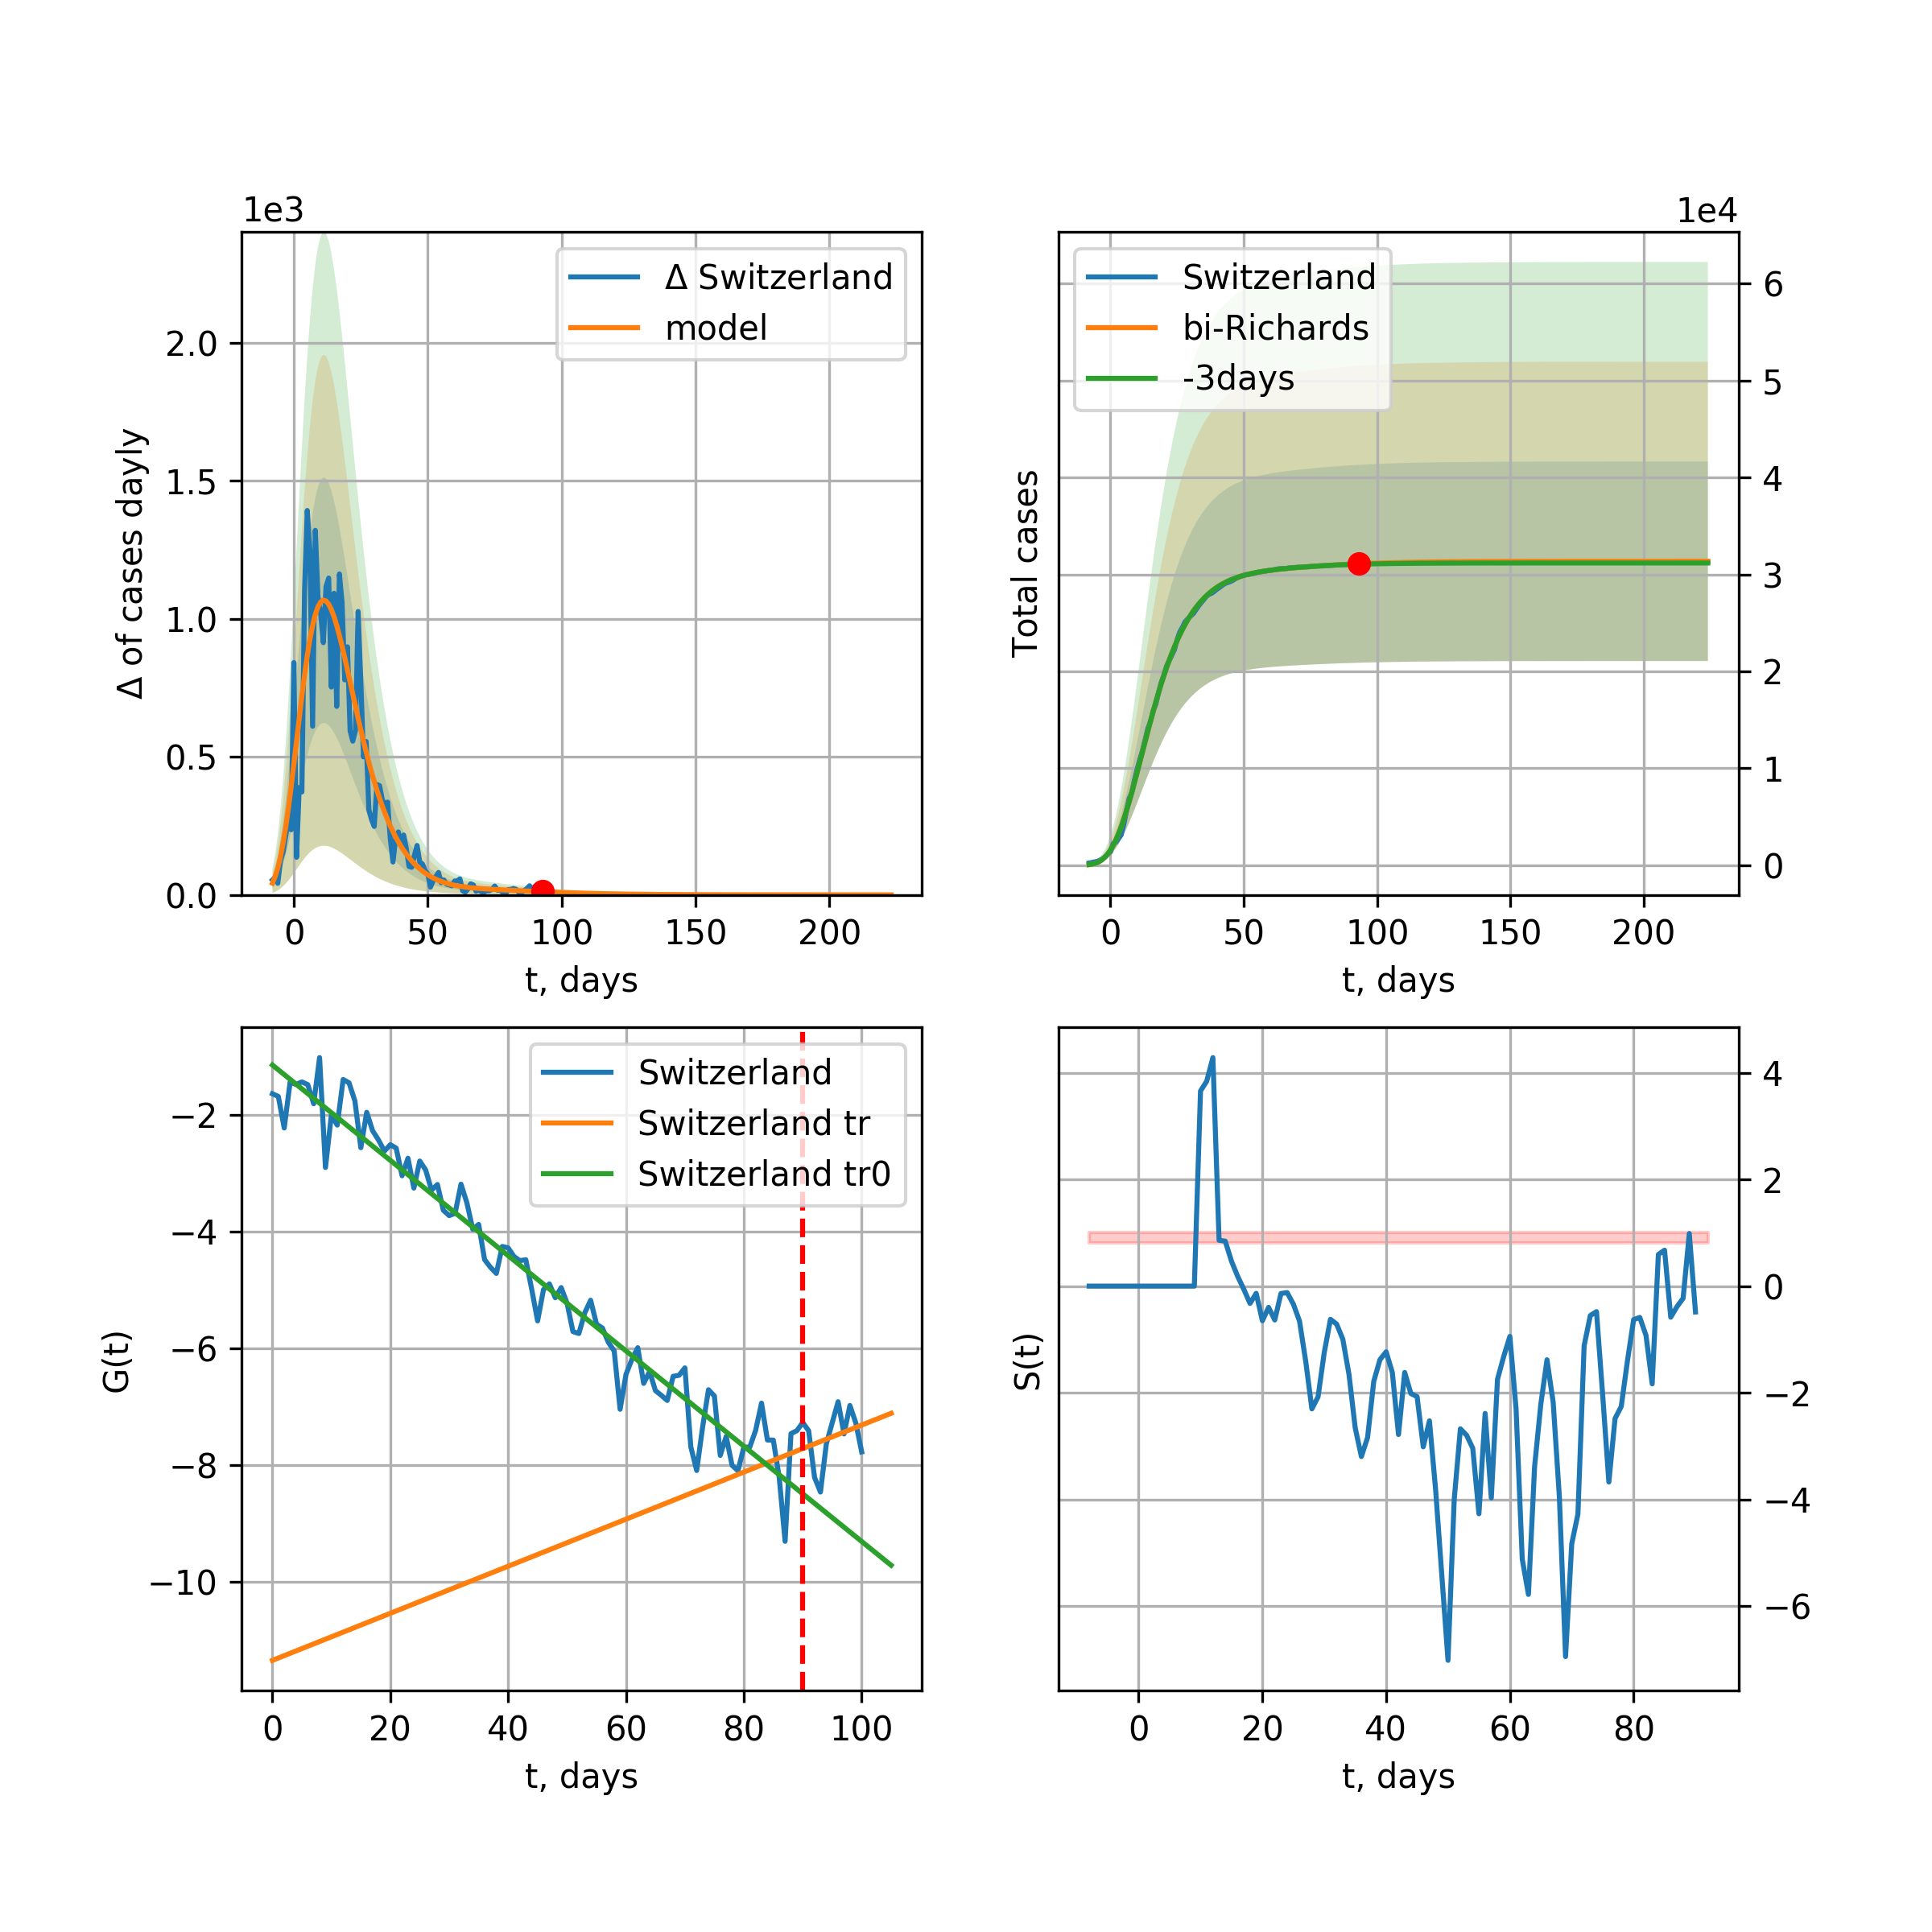 1e3
Δ Switzerland
model
2.0
1.5
1.0
0.5
0.0
Δ of cases dayly
0 50 100 150 200
t, days
1e4
Switzerland
bi-Richards
-3days
6
5
4
3
2
1
0
Total cases
0 50 100 150 200
t, days
Switzerland
Switzerland tr
Switzerland tr0
−2
−4
−6
−8
−10
G(t)
0 20 40 60 80 100
t, days
4
2
0
−2
−4
−6
S(t)
0 20 40 60 80
t, days